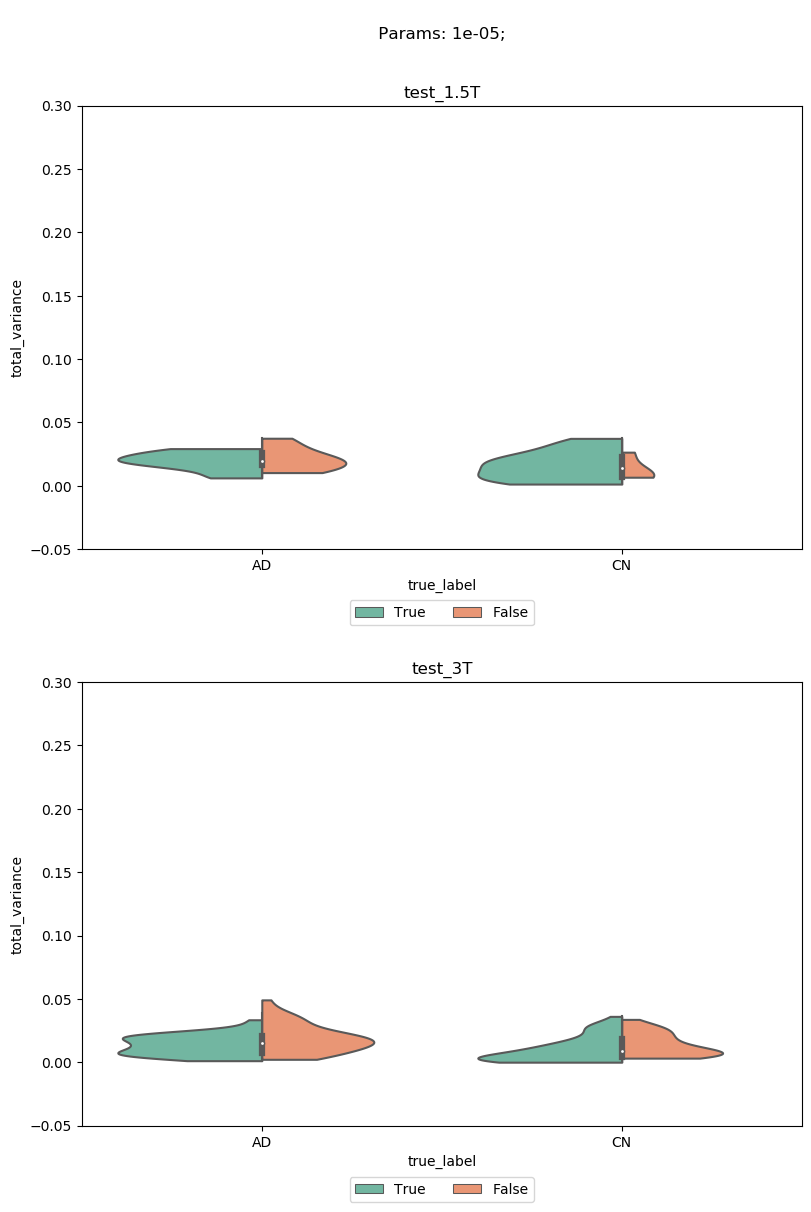 Params: 1e-05;
test_1.5T
0.30
0.25
0.20
0.15
0.10
0.05
0.00
−0.05
total_variance
AD CN
true_label
True False
test_3T
0.30
0.25
0.20
0.15
0.10
0.05
0.00
−0.05
total_variance
AD CN
true_label
True False